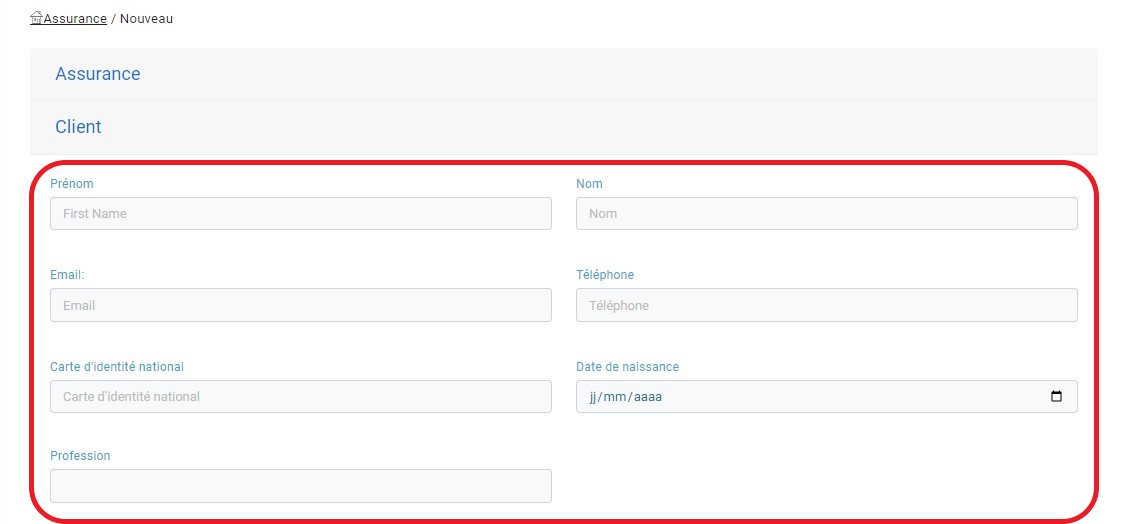 Assurance / Nouveau
Assurance
Client
Prénom Nom
First Name Nom
Email: Téléphone
Email Téléphone
Carte d'identité national Date de naissance
Carte d'identité national jj/mm/aaaa
Profession